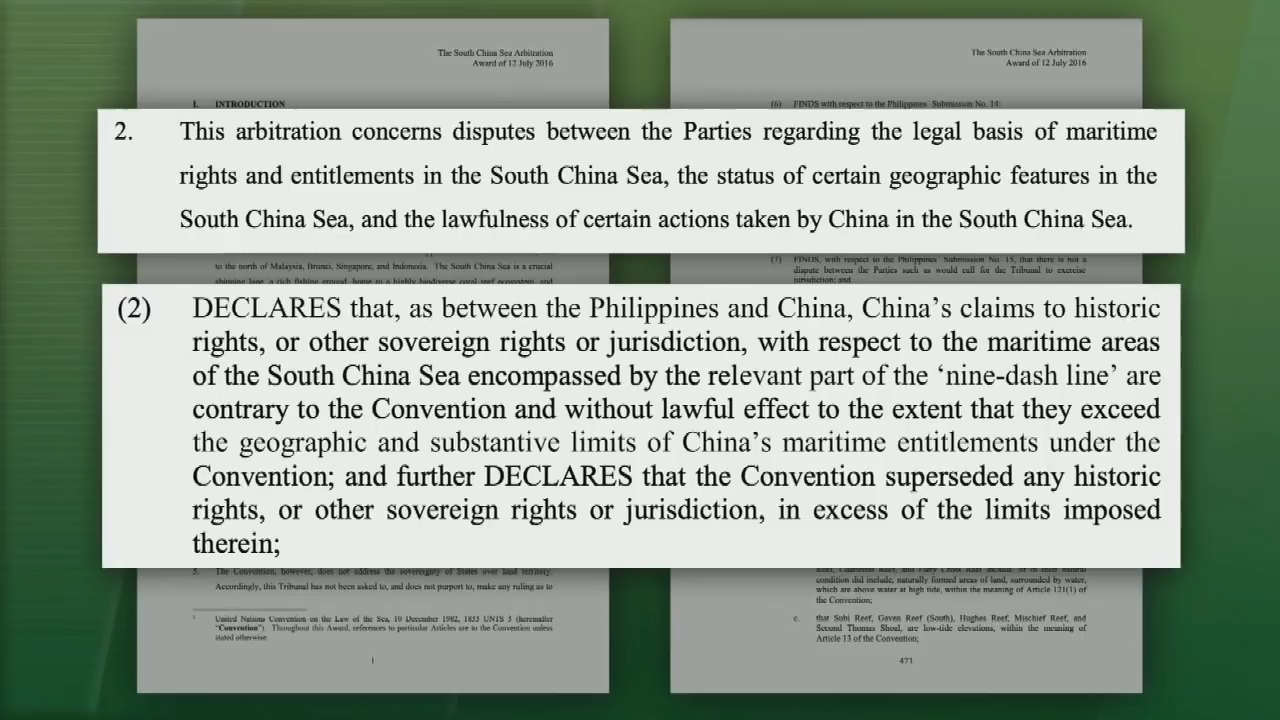 The South China Sea Arbitration
Award of 12 July 2016
I. INTRODUCTION
2. This arbitration concerns disputes between the Parties regarding the legal basis of maritime
rights and entitlements in the South China Sea, the status of certain geographic features in the
South China Sea, and the lawfulness of certain actions taken by China in the South China Sea.
to the north of Malaysia, Brunei, Singapore, and Indonesia. The South China Sea is a crucial
shipping lane, a rich fishing ground, home to a highly biodiverse coral reef ecosystem, and
The South China Sea Arbitration
Award of 12 July 2016
(6) FINDS with respect to the Philippines' Submission No. 14:
(7) FINDS, with respect to the Philippines' Submission No. 15, that there is not a
dispute between the Parties such as would call for the Tribunal to exercise
jurisdiction; and
(2) DECLARES that, as between the Philippines and China, China's claims to historic
rights, or other sovereign rights or jurisdiction, with respect to the maritime areas
of the South China Sea encompassed by the relevant part of the 'nine-dash line' are
contrary to the Convention and without lawful effect to the extent that they exceed
the geographic and substantive limits of China's maritime entitlements under the
Convention; and further DECLARES that the Convention superseded any historic
rights, or other sovereign rights or jurisdiction, in excess of the limits imposed
therein;
3. The Convention, however, does not address the sovereignty of States over land territory.
Accordingly, this Tribunal has not been asked to, and does not purport to, make any ruling as to
1 United Nations Convention on the Law of the Sea, 10 December 1982, 1833 UNTS 3 (hereinafter
"Convention"). Throughout this Award, references to particular Articles are to the Convention unless
stated otherwise.
1
condition did include, naturally formed areas of land, surrounded by water,
which are above water at high tide, within the meaning of Article 121(1) of
the Convention;
c. that Subi Reef, Gaven Reef (South), Hughes Reef, Mischief Reef, and
Second Thomas Shoal, are low-tide elevations, within the meaning of
Article 13 of the Convention;
471